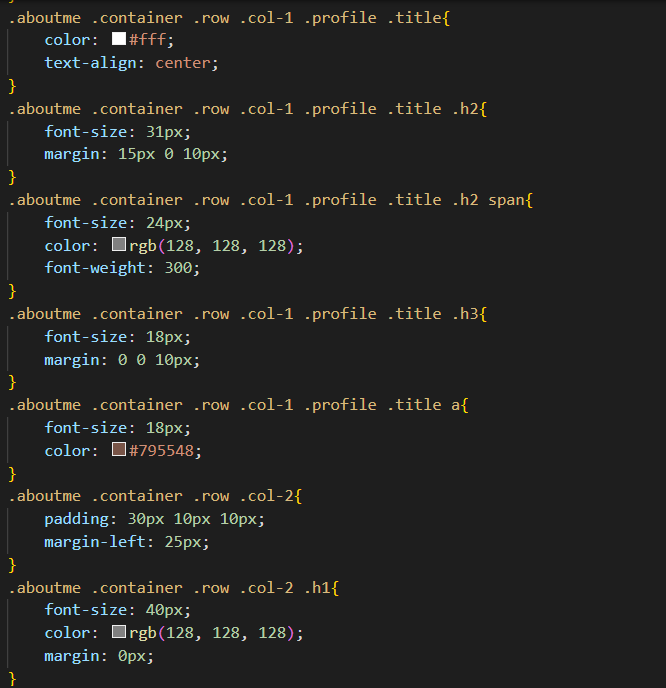 .aboutme .container .row .col-1 .profile .title{
    color: #fff;
    text-align: center;
}
.aboutme .container .row .col-1 .profile .title .h2{
    font-size: 31px;
    margin: 15px 0 10px;
}
.aboutme .container .row .col-1 .profile .title .h2 span{
    font-size: 24px;
    color: rgb(128, 128, 128);
    font-weight: 300;
}
.aboutme .container .row .col-1 .profile .title .h3{
    font-size: 18px;
    margin: 0 0 10px;
}
.aboutme .container .row .col-1 .profile .title a{
    font-size: 18px;
    color: #795548;
}
.aboutme .container .row .col-2{
    padding: 30px 10px 10px;
    margin-left: 25px;
}
.aboutme .container .row .col-2 .h1{
    font-size: 40px;
    color: rgb(128, 128, 128);
    margin: 0px;
}